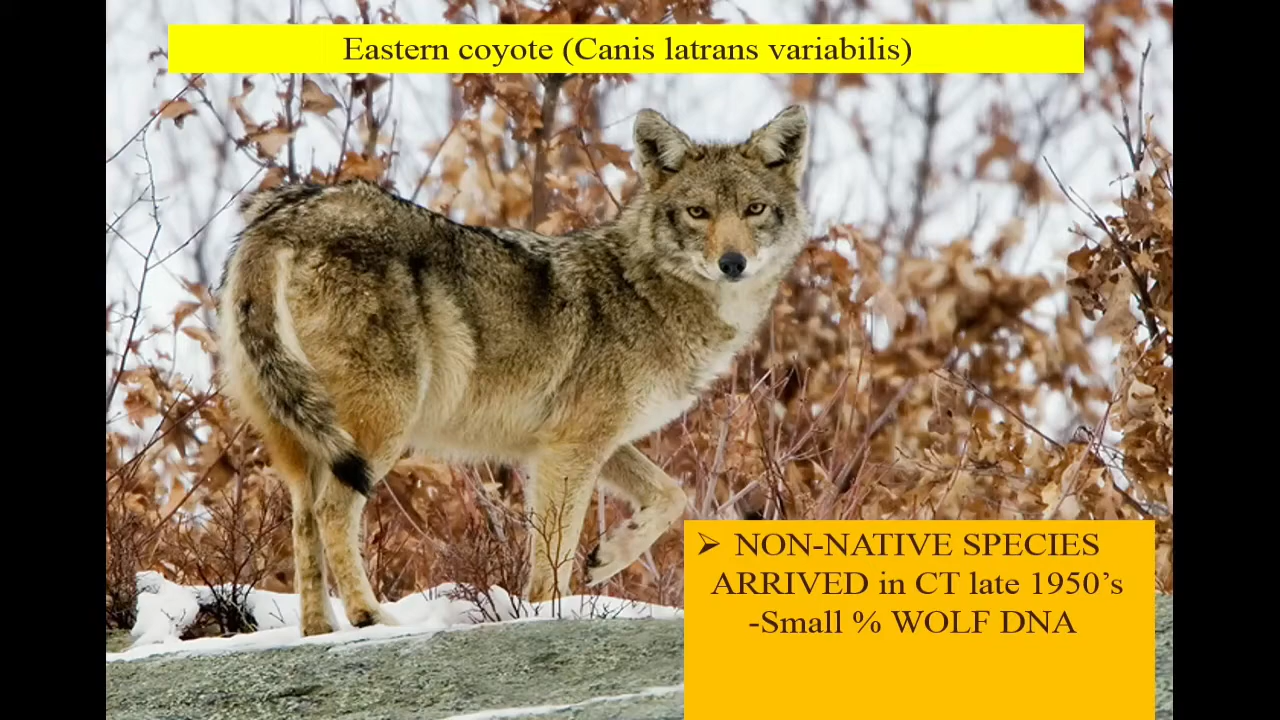 Eastern coyote (Canis latrans variabilis)
➢ NON-NATIVE SPECIES
ARRIVED in CT late 1950’s
-Small % WOLF DNA